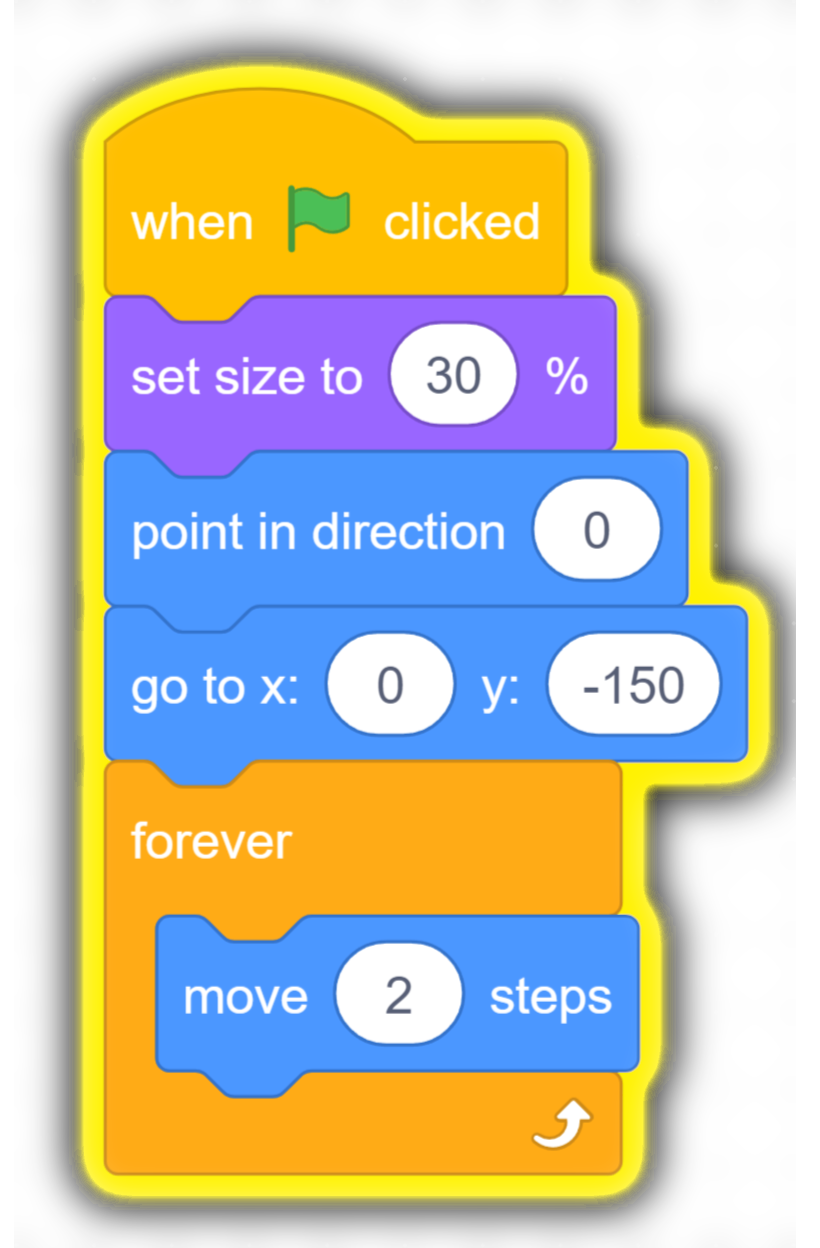 when clicked
set size to 30 %
point in direction 0
go to x: 0 y: -150
forever
move 2 steps